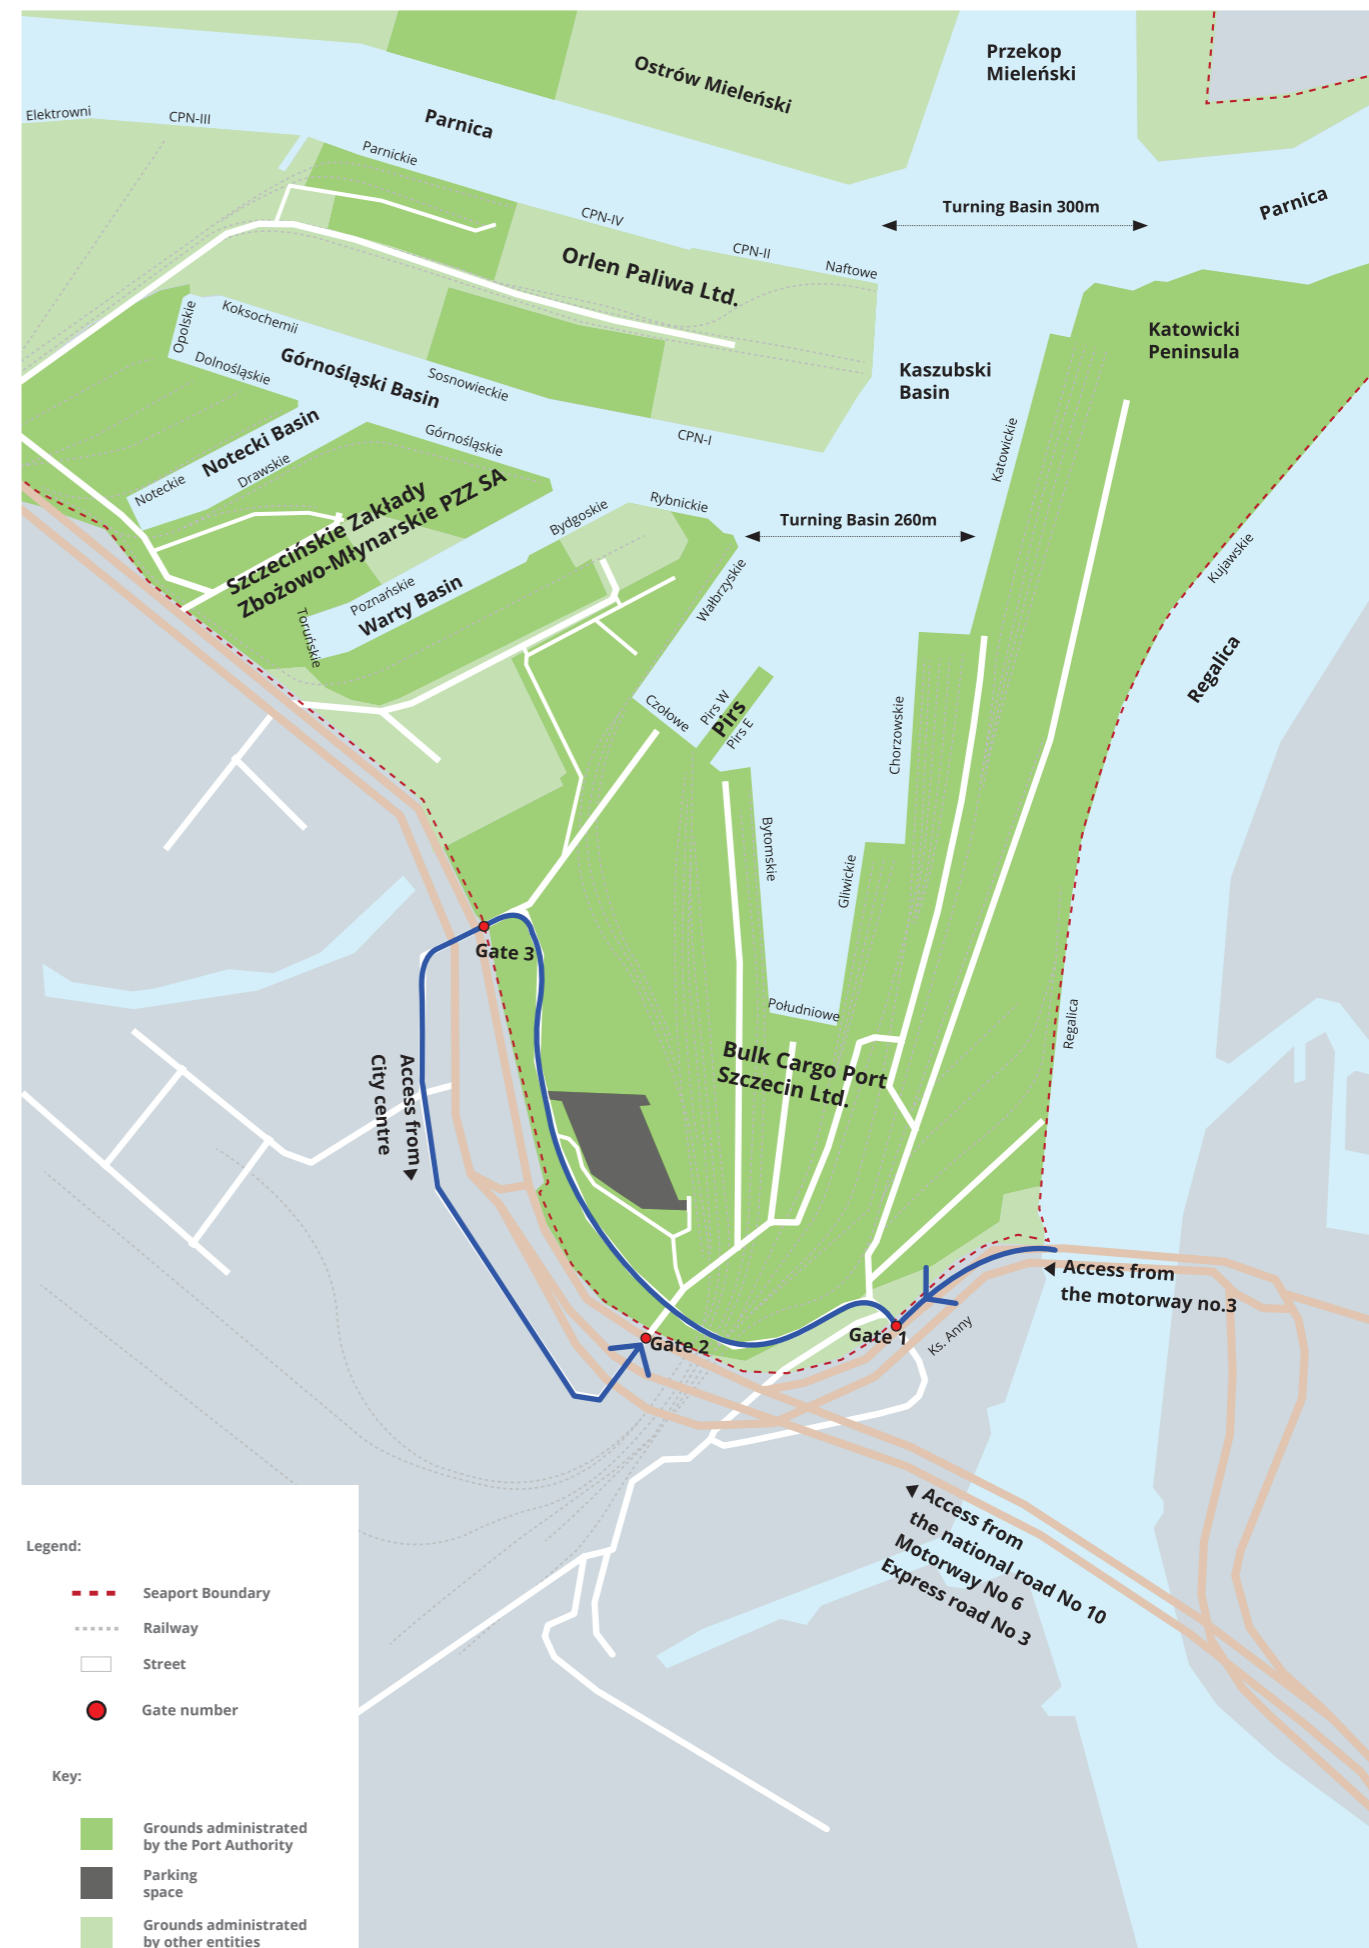 Przekop
Mieleński
Ostrów Mieleński
Elektrowni
CPN-III
Parnica
Parnickie
Turning Basin 300m
Parnica
CPN-IV
CPN-II
Naftowe
Orlen Paliwa Ltd.
Opolskie
Koksochemii
Katowicki
Peninsula
Dolnośląskie
Górnośląski Basin
Sosnowieckie
Kaszubski
Basin
Notecki Basin
Górnośląskie
CPN-I
Katowickie
Noteckie
Drawskie
Szczecińskie Zakłady
Zbożowo-Młynarskie PZZ SA
Bydgoskie
Rybnickie
Turning Basin 260m
Kujawskie
Poznańskie
Warty Basin
Toruńskie
Wałbrzyskie
Regalica
Czołowe
Pirs W
Pirs
Pirs E
Chorzowskie
Bytomskie
Gliwickie
Gate 3
Południowe
Regalica
Bulk Cargo Port
Szczecin Ltd.
Access from
City centre
Access from
the motorway no.3
Gate 1
Gate 2
Ks. Anny
Access from
the national road No 10
Motorway No 6
Express road No 3
Legend:
Seaport Boundary
Railway
Street
Gate number
Key:
Grounds administrated
by the Port Authority
Parking
space
Grounds administrated
by other entities